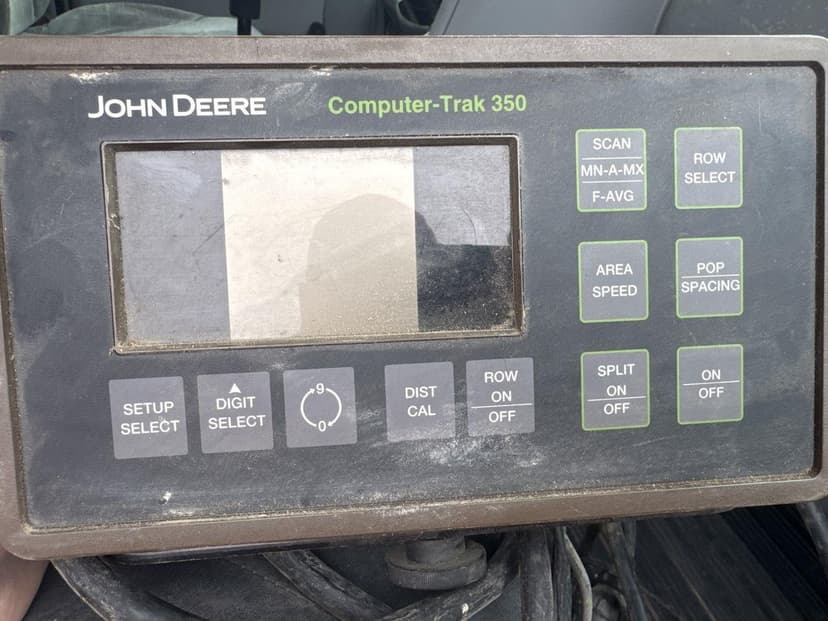 JOHN DEERE
Computer-Trak 350
SCAN
MN-A-MX
F-AVG
ROW
SELECT
AREA
SPEED
POP
SPACING
SETUP
SELECT
DIGIT
SELECT
9
0
DIST
CAL
ROW
ON
OFF
SPLIT
ON
OFF
ON
OFF